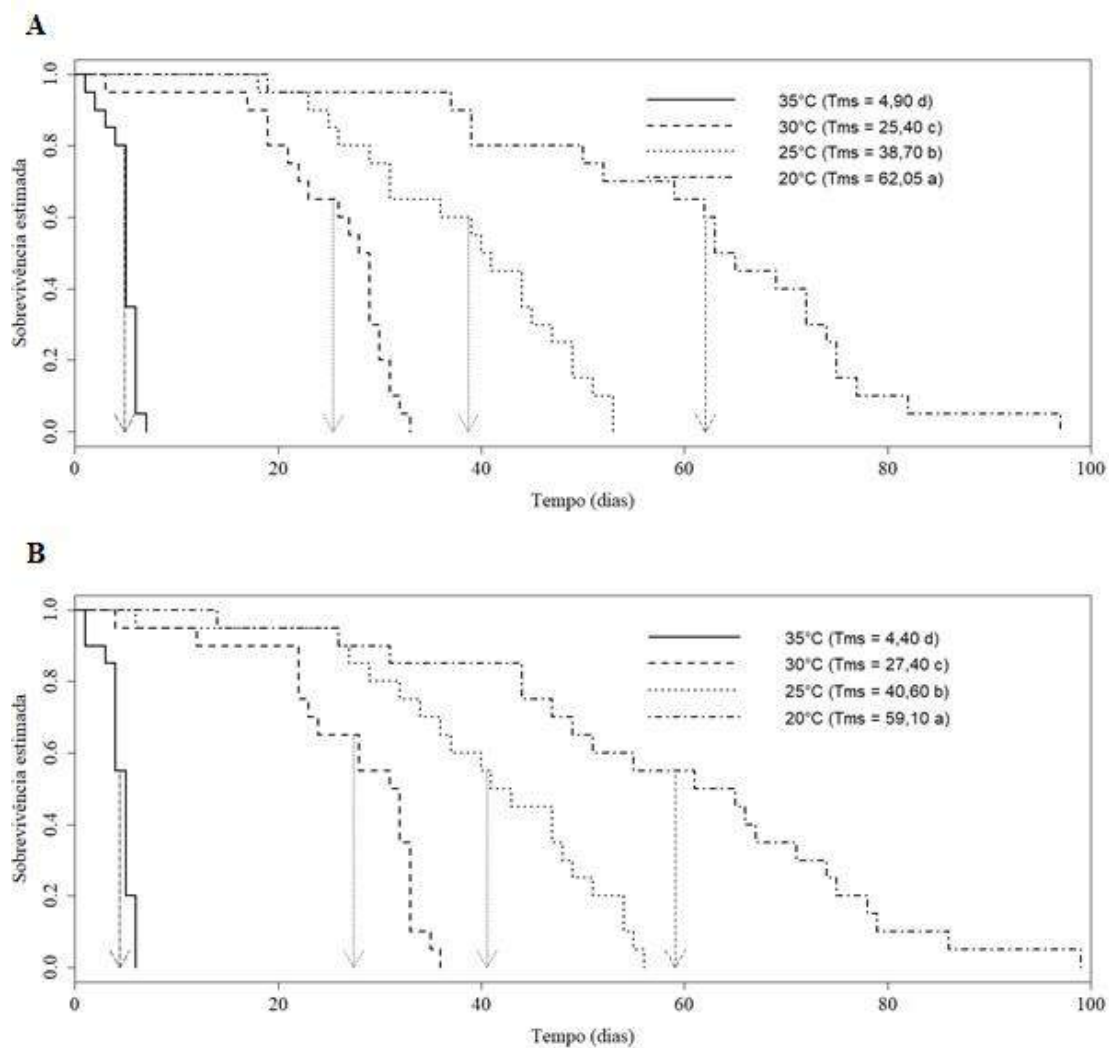 A
Sobrevivência estimada
0.0 0.2 0.4 0.6 0.8 1.0
35°C (Tms = 4,90 d)
30°C (Tms = 25,40 c)
25°C (Tms = 38,70 b)
20°C (Tms = 62,05 a)
0 20 40 60 80 100
Tempo (dias)
B
Sobrevivência estimada
0.0 0.2 0.4 0.6 0.8 1.0
35°C (Tms = 4,40 d)
30°C (Tms = 27,40 c)
25°C (Tms = 40,60 b)
20°C (Tms = 59,10 a)
0 20 40 60 80 100
Tempo (dias)